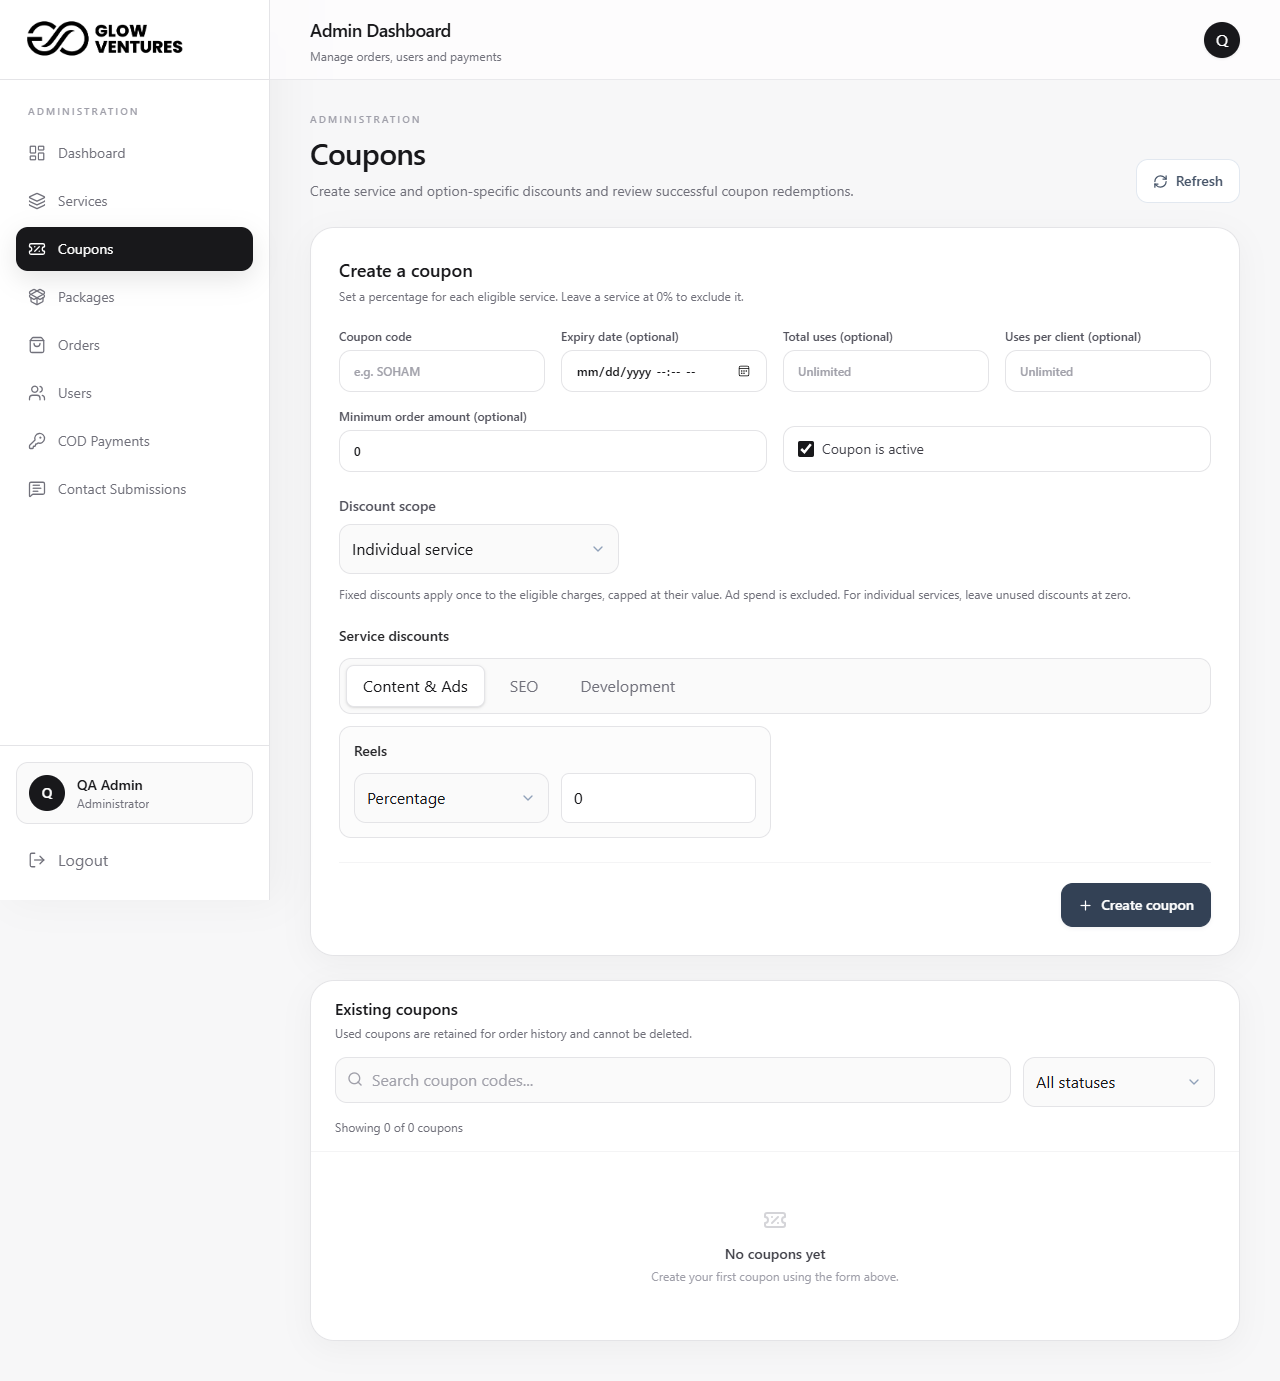 GLOW
VENTURES
Admin Dashboard
Manage orders, users and payments
Q
ADMINISTRATION
Dashboard
Services
Coupons
Packages
Orders
Users
COD Payments
Contact Submissions
Q
QA Admin
Administrator
Logout
ADMINISTRATION
Coupons
Create service and option-specific discounts and review successful coupon redemptions.
Refresh
Create a coupon
Set a percentage for each eligible service. Leave a service at 0% to exclude it.
Coupon code
e.g. SOHAM
Expiry date (optional)
mm/dd/yyyy --:-- --
Total uses (optional)
Unlimited
Uses per client (optional)
Unlimited
Minimum order amount (optional)
0
Coupon is active
Discount scope
Individual service
Fixed discounts apply once to the eligible charges, capped at their value. Ad spend is excluded. For individual services, leave unused discounts at zero.
Service discounts
Content & Ads
SEO
Development
Reels
Percentage
0
Create coupon
Existing coupons
Used coupons are retained for order history and cannot be deleted.
Search coupon codes...
All statuses
Showing 0 of 0 coupons
No coupons yet
Create your first coupon using the form above.